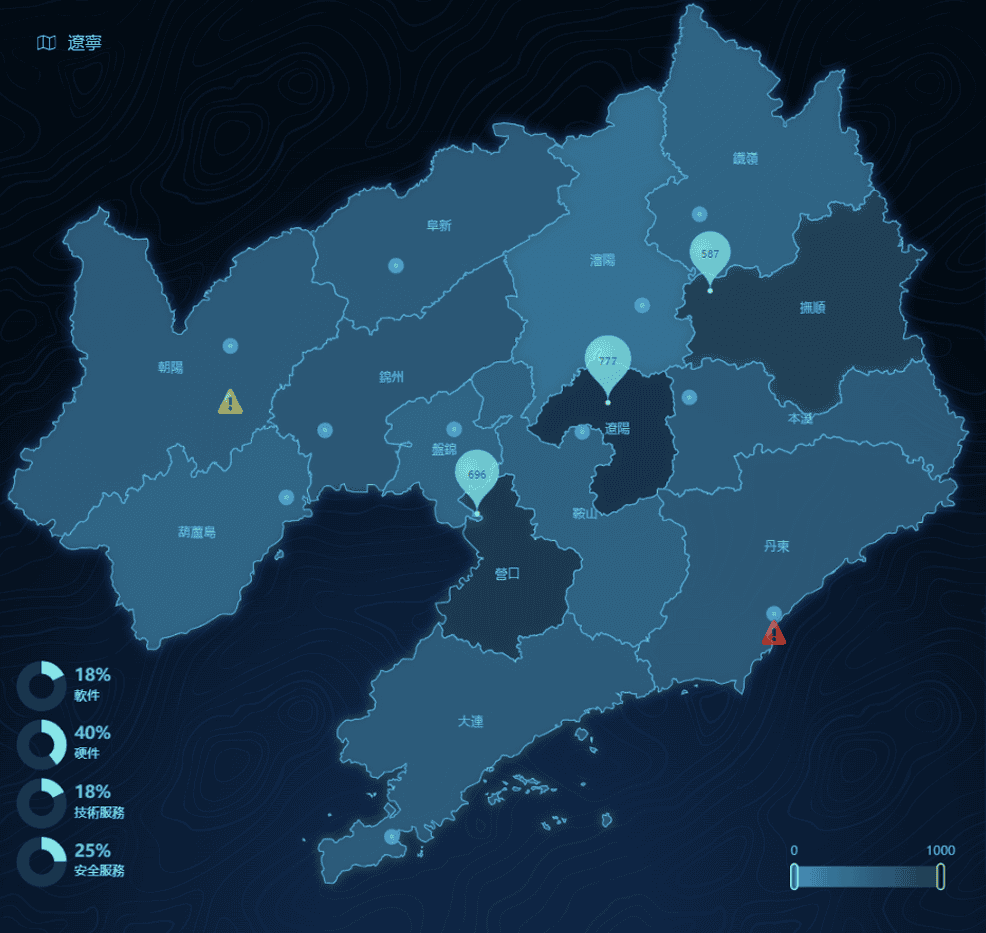 遼寧
鐵嶺
阜新
瀋陽
587
撫順
777
朝陽
錦州
本溪
遼陽
盤錦
696
鞍山
葫蘆島
丹東
營口
18%
軟件
大連
40%
硬件
18%
技術服務
25%
安全服務
0
1000